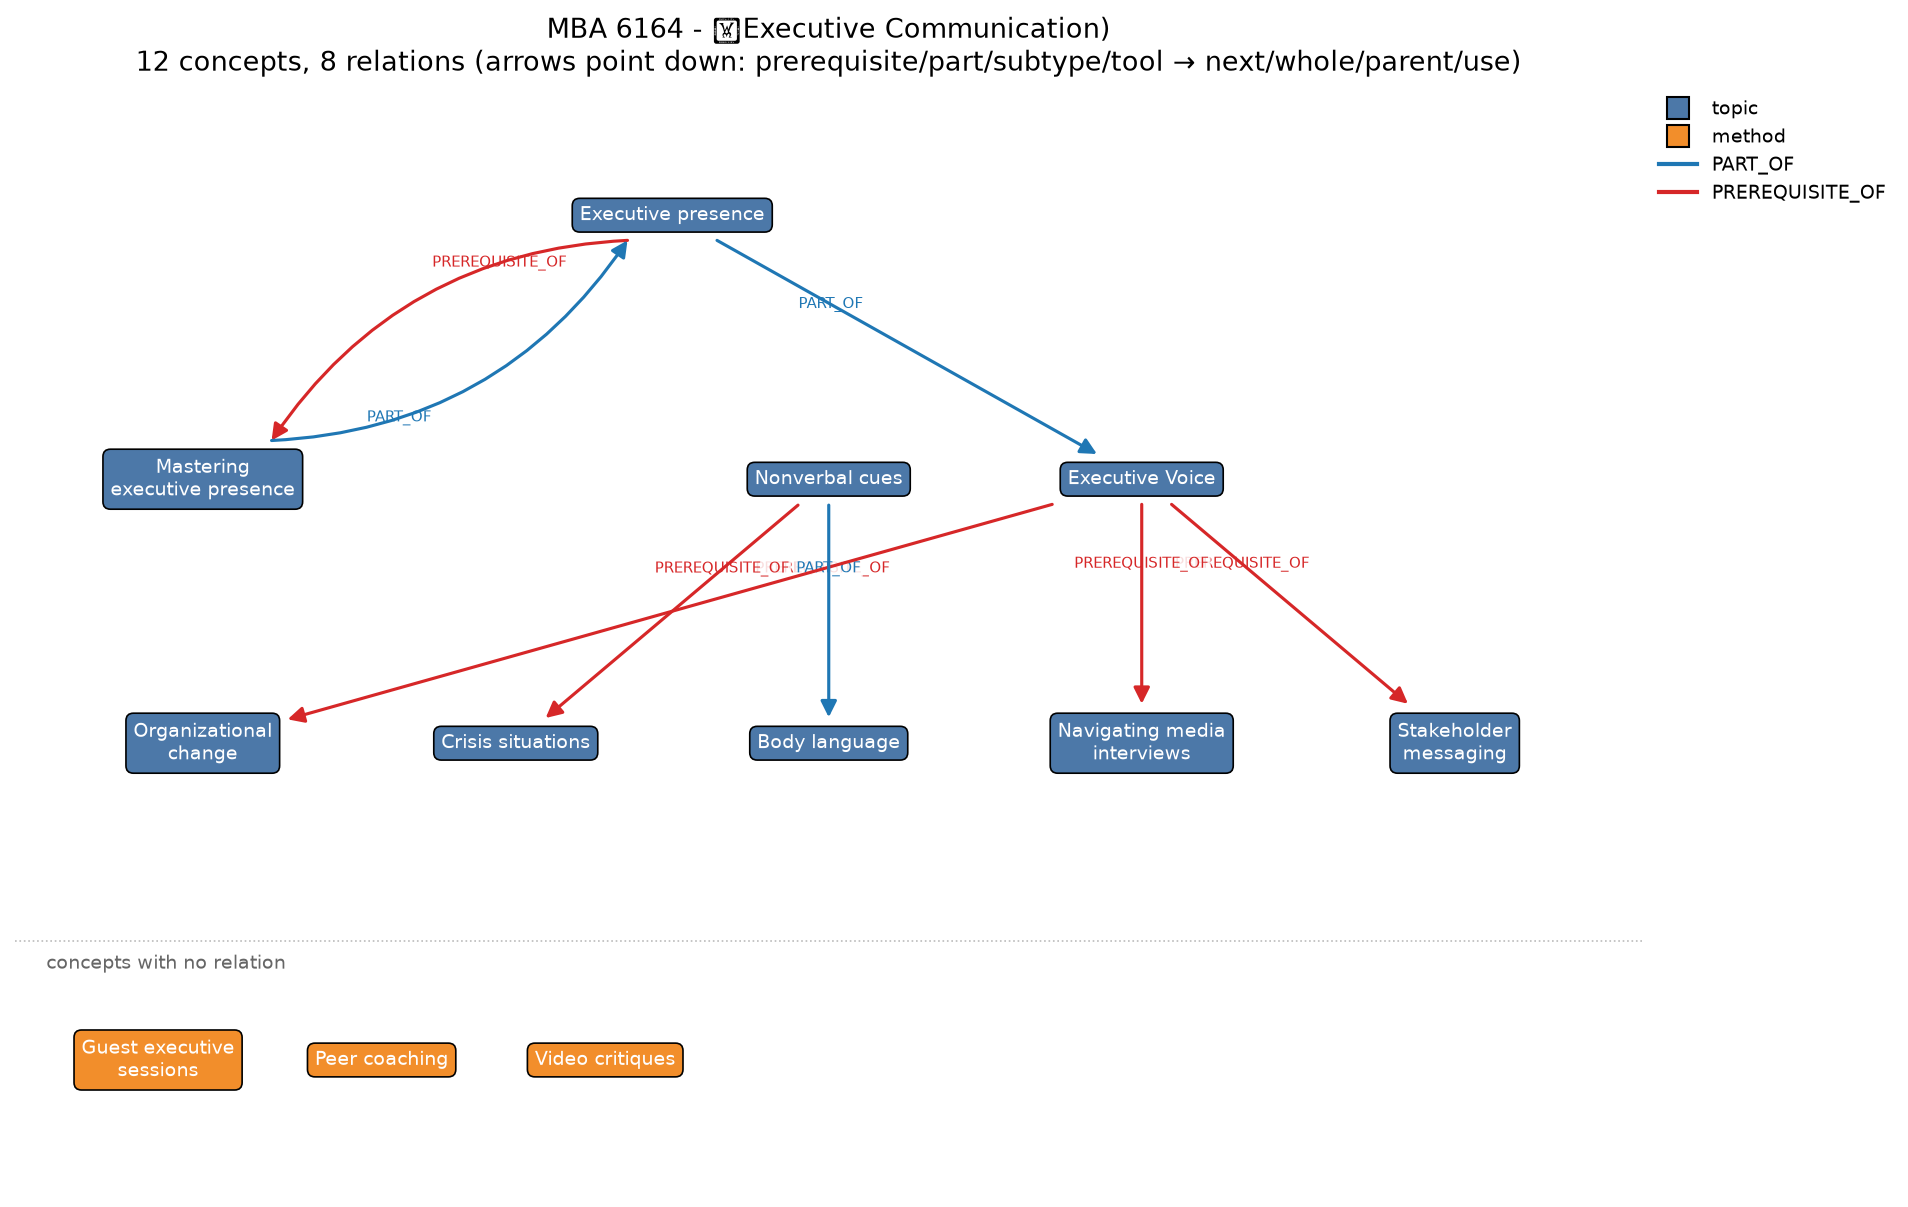 MBA 6164 - Executive Communication)
12 concepts, 8 relations (arrows point down: prerequisite/part/subtype/tool → next/whole/parent/use)
topic
method
PART_OF
PREREQUISITE_OF
Executive presence
PREREQUISITE_OF
PART_OF
PART_OF
Mastering
executive presence
Nonverbal cues
Executive Voice
PREREQUISITE_OF
PART_OF
_OF
PREREQUISITE_OF
REQUISITE_OF
Organizational
change
Crisis situations
Body language
Navigating media
interviews
Stakeholder
messaging
concepts with no relation
Guest executive
sessions
Peer coaching
Video critiques